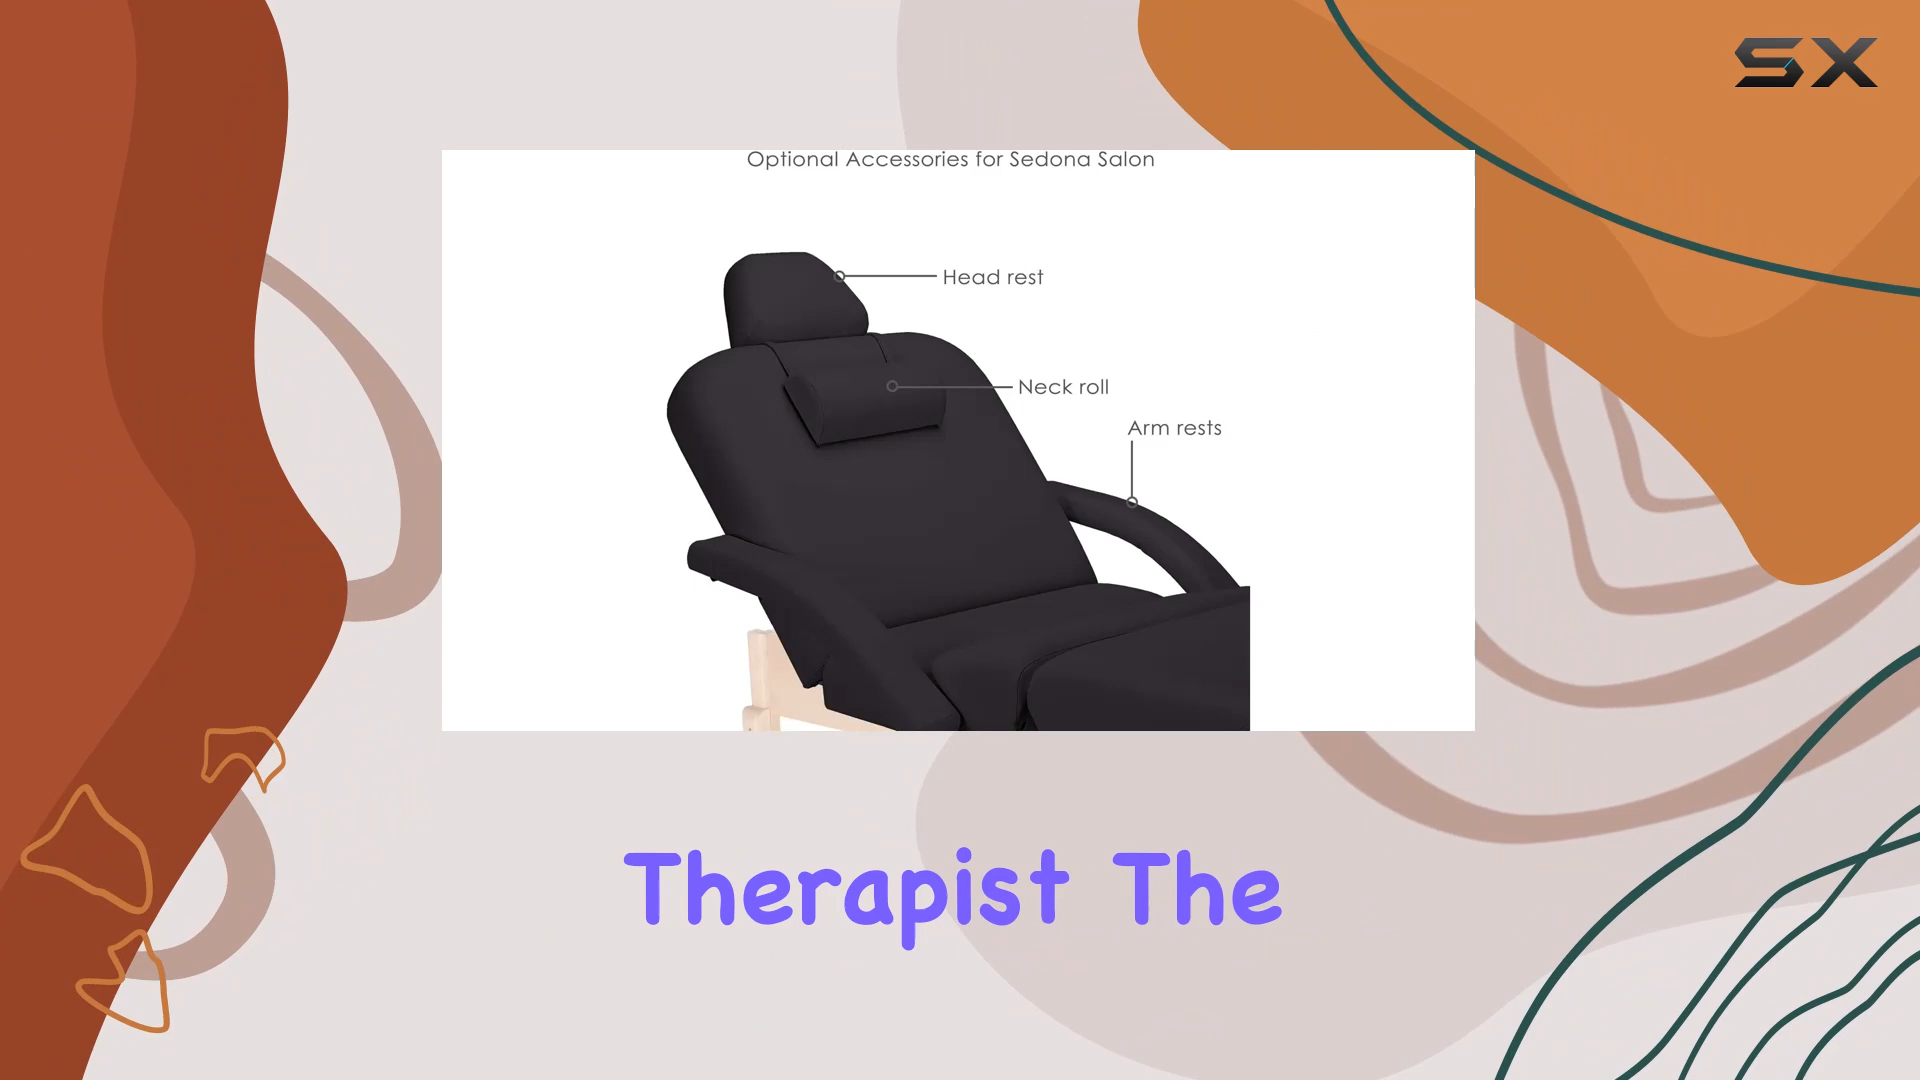 SX
Optional Accessories for Sedona Salon
Head rest
Neck roll
Arm rests
Therapist The